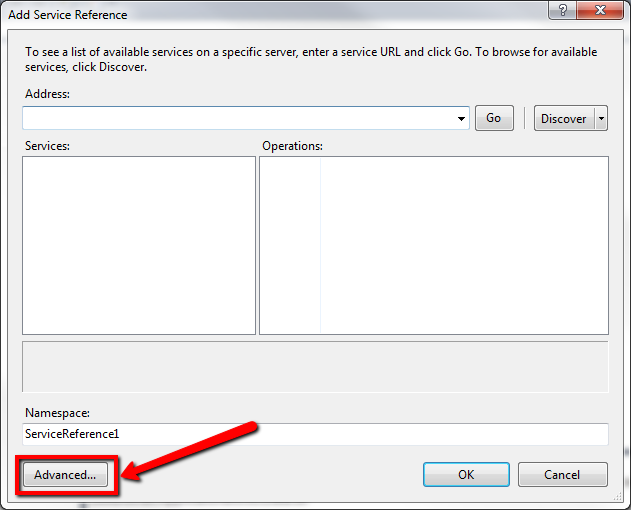 Add Service Reference
?
To see a list of available services on a specific server, enter a service URL and click Go. To browse for available
services, click Discover.
Address:
Go
Discover
Services:
Operations:
Namespace:
ServiceReference1
Advanced...
OK
Cancel